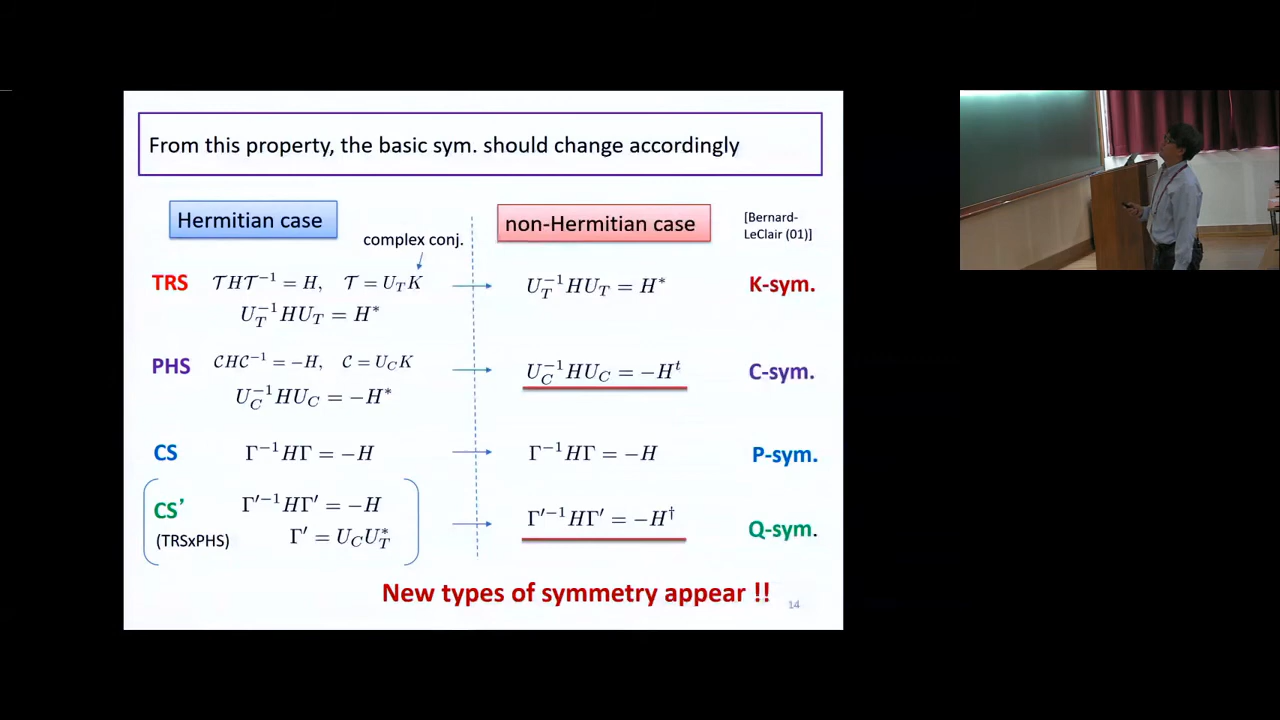 From this property, the basic sym. should change accordingly
Hermitian case
non-Hermitian case
[Bernard-
LeClair (01)]
complex conj.
TRS 𝒯H𝒯⁻¹ = H, 𝒯 = U_T K
U_T⁻¹HU_T = H*
U_T⁻¹HU_T = H* K-sym.
PHS 𝒞H𝒞⁻¹ = −H, 𝒞 = U_C K
U_C⁻¹HU_C = −H*
U_C⁻¹HU_C = −Hᵗ C-sym.
CS Γ⁻¹HΓ = −H
Γ⁻¹HΓ = −H P-sym.
CS’ Γ′⁻¹HΓ′ = −H
(TRSxPHS) Γ′ = U_C U_T*
Γ′⁻¹HΓ′ = −H† Q-sym.
New types of symmetry appear !!
14